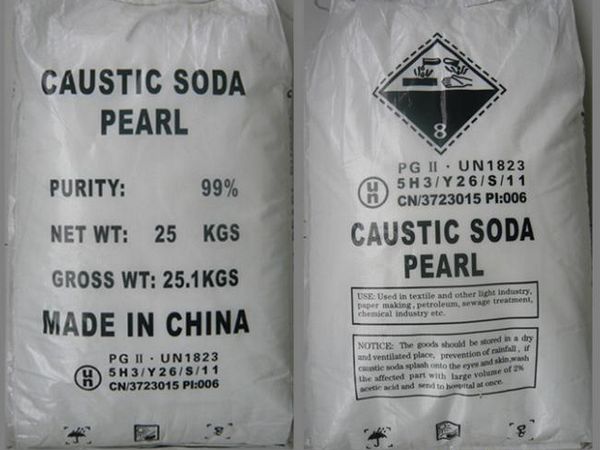 CAUSTIC SODA
PEARL
PURITY: 99%
NET WT: 25 KGS
GROSS WT: 25.1KGS
MADE IN CHINA
PG II · UN1823
un 5H3/Y26/S/11
CN/3723015 PI:006
8
8
PG II · UN1823
un 5H3/Y26/S/11
CN/3723015 PI:006
CAUSTIC SODA
PEARL
USE: Used in textile and other light industry,
paper making, petroleum, sewage treatment,
chemical industry etc.
NOTICE: The goods should be stored in a dry
and ventilated place, prevention of rainfall, if
caustic soda splash onto the eyes and skin,wash
the affected part with large volume of 2%
acetic acid and send to hospital at once.
8